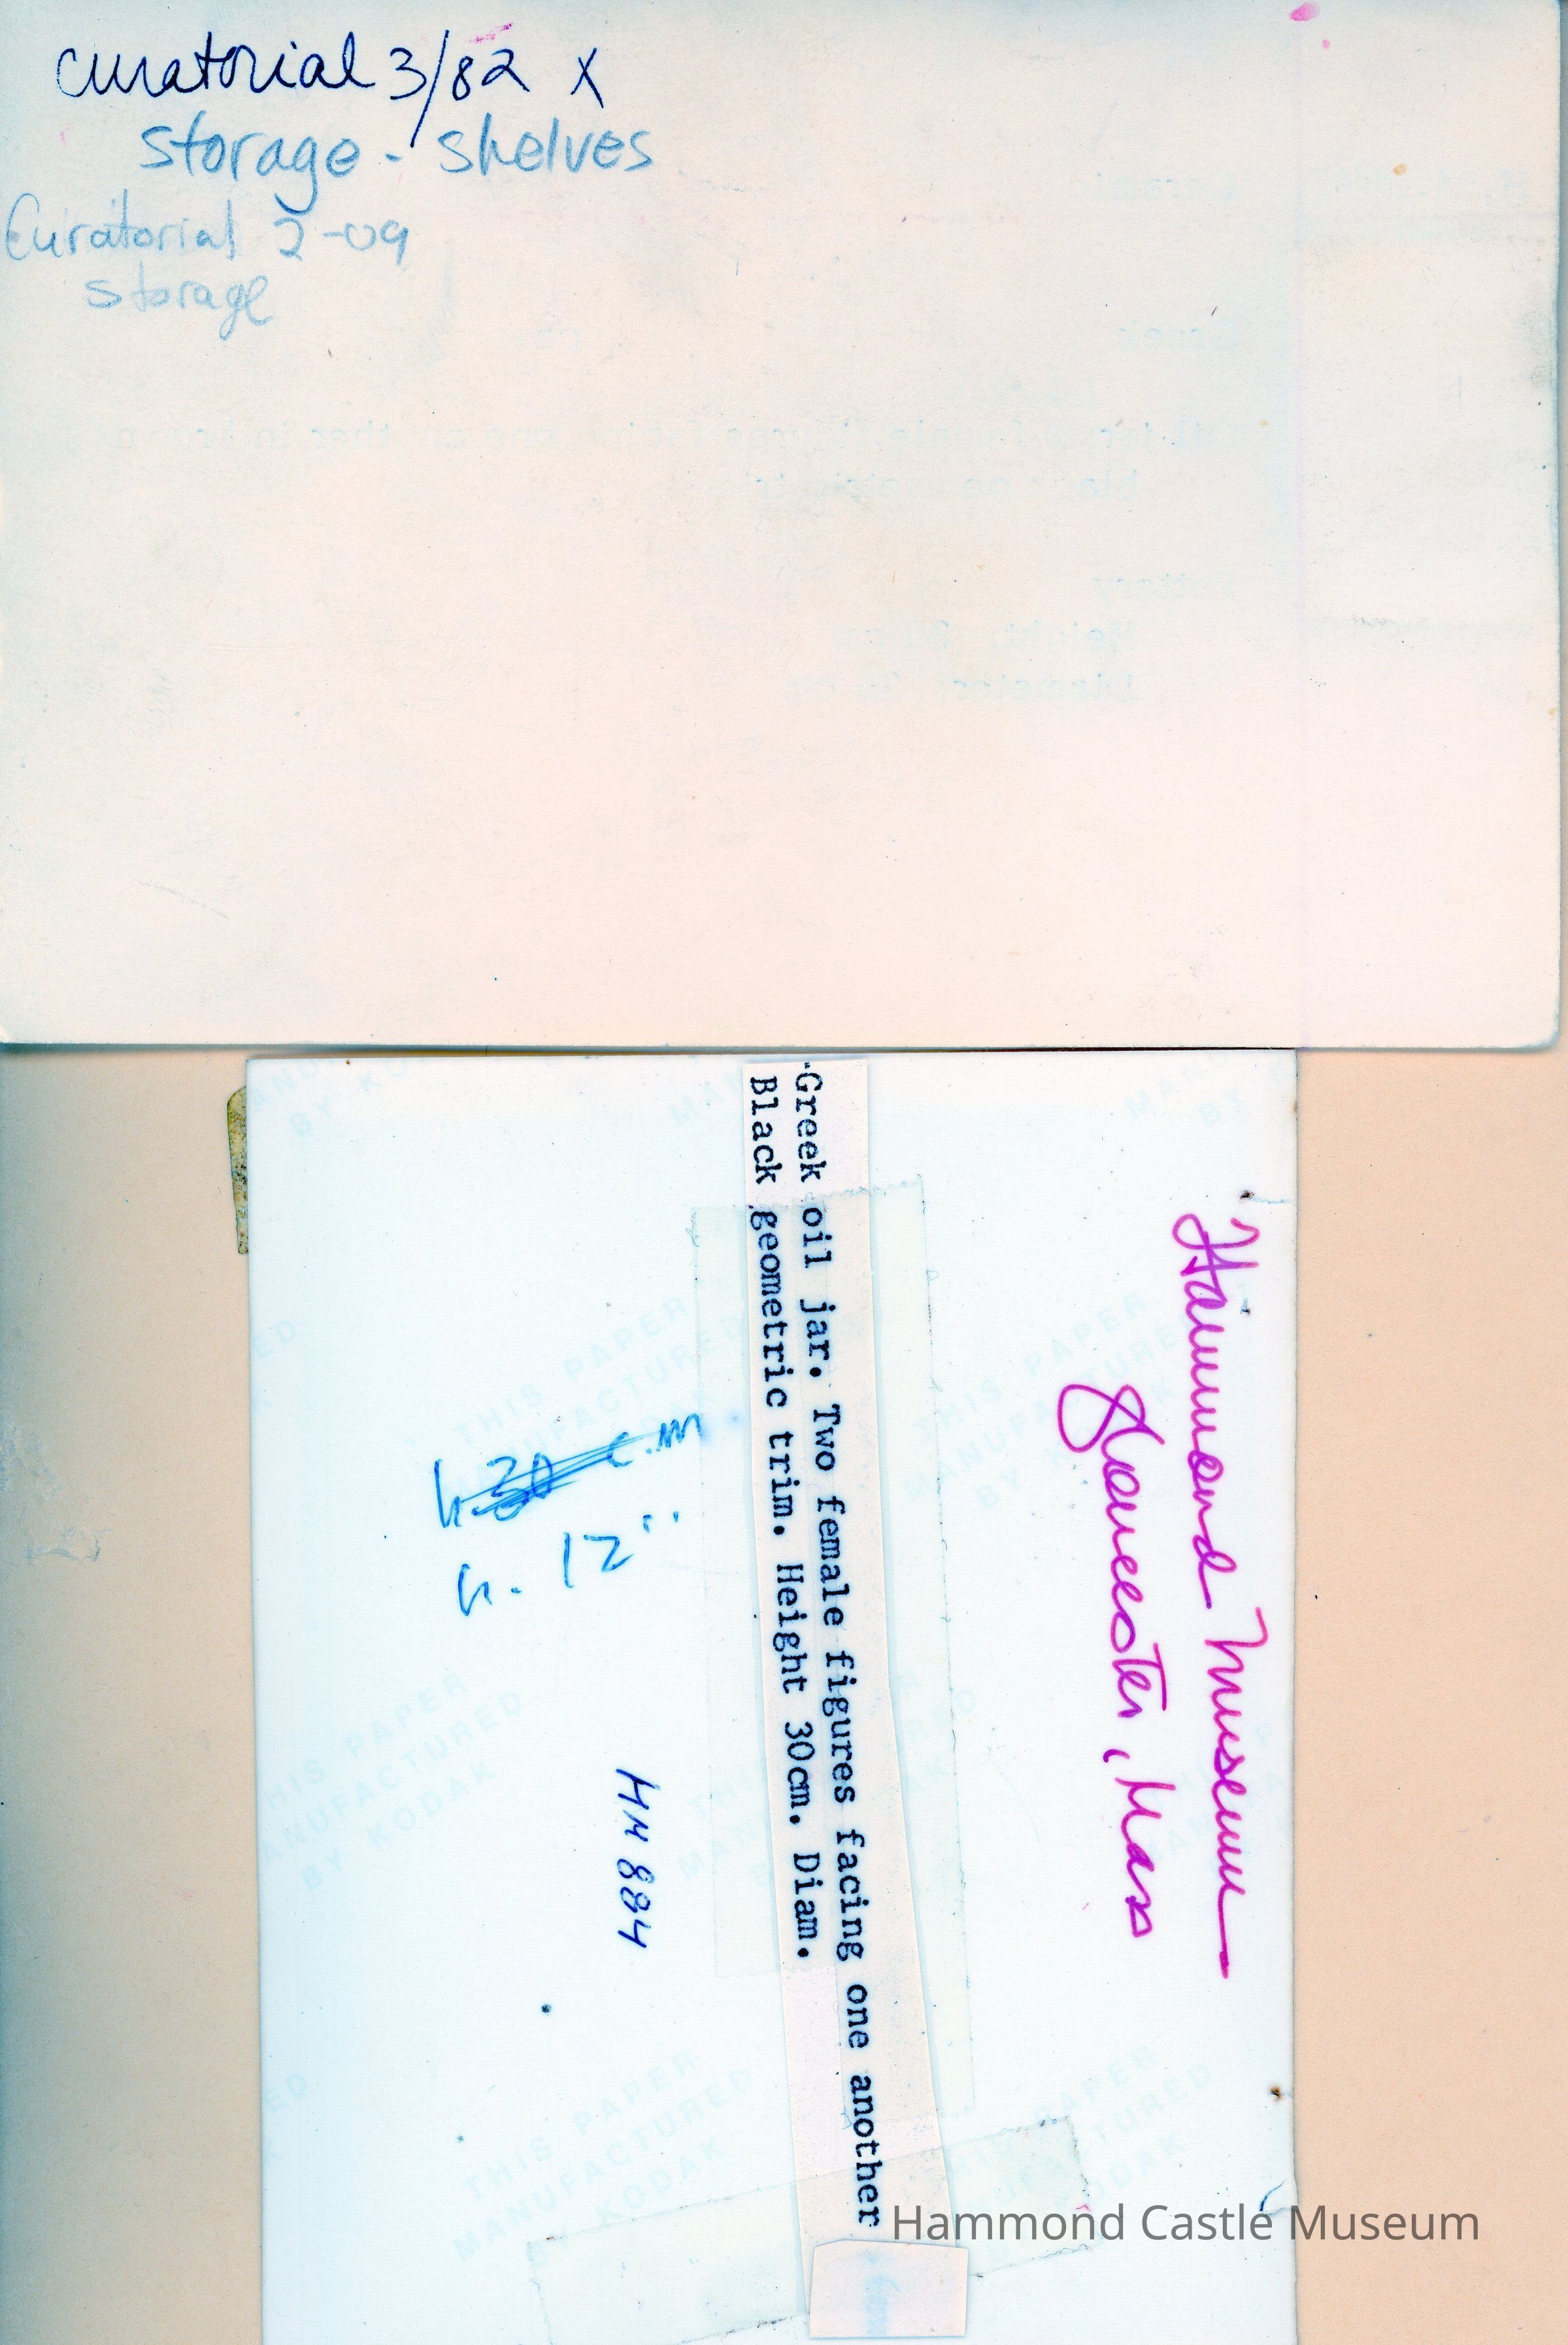 curatorial 3/82 x
storage - shelves
Curatorial 2-09
storage
Hammond Museum
Gloucester, Mass
Greek oil jar. Two female figures facing one another
Black geometric trim. Height 30cm. Diam.
h. 30 c.m
h. 12"
HM 884
THIS PAPER
MANUFACTURED
BY KODAK
Hammond Castle Museum